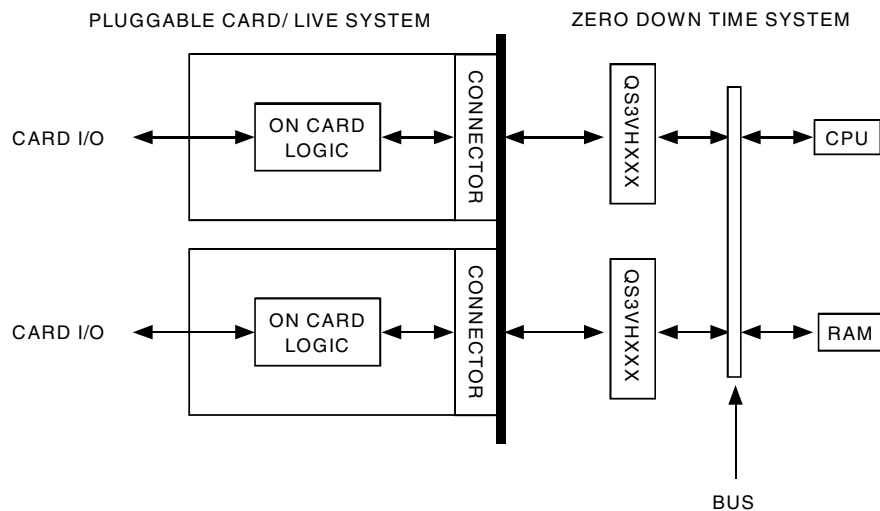 PLUGGABLE CARD/ LIVE SYSTEM
ZERO DOWN TIME SYSTEM
CARD I/O
ON CARD
LOGIC
CONNECTOR
QS3VHXXX
CPU
CARD I/O
ON CARD
LOGIC
CONNECTOR
QS3VHXXX
RAM
BUS